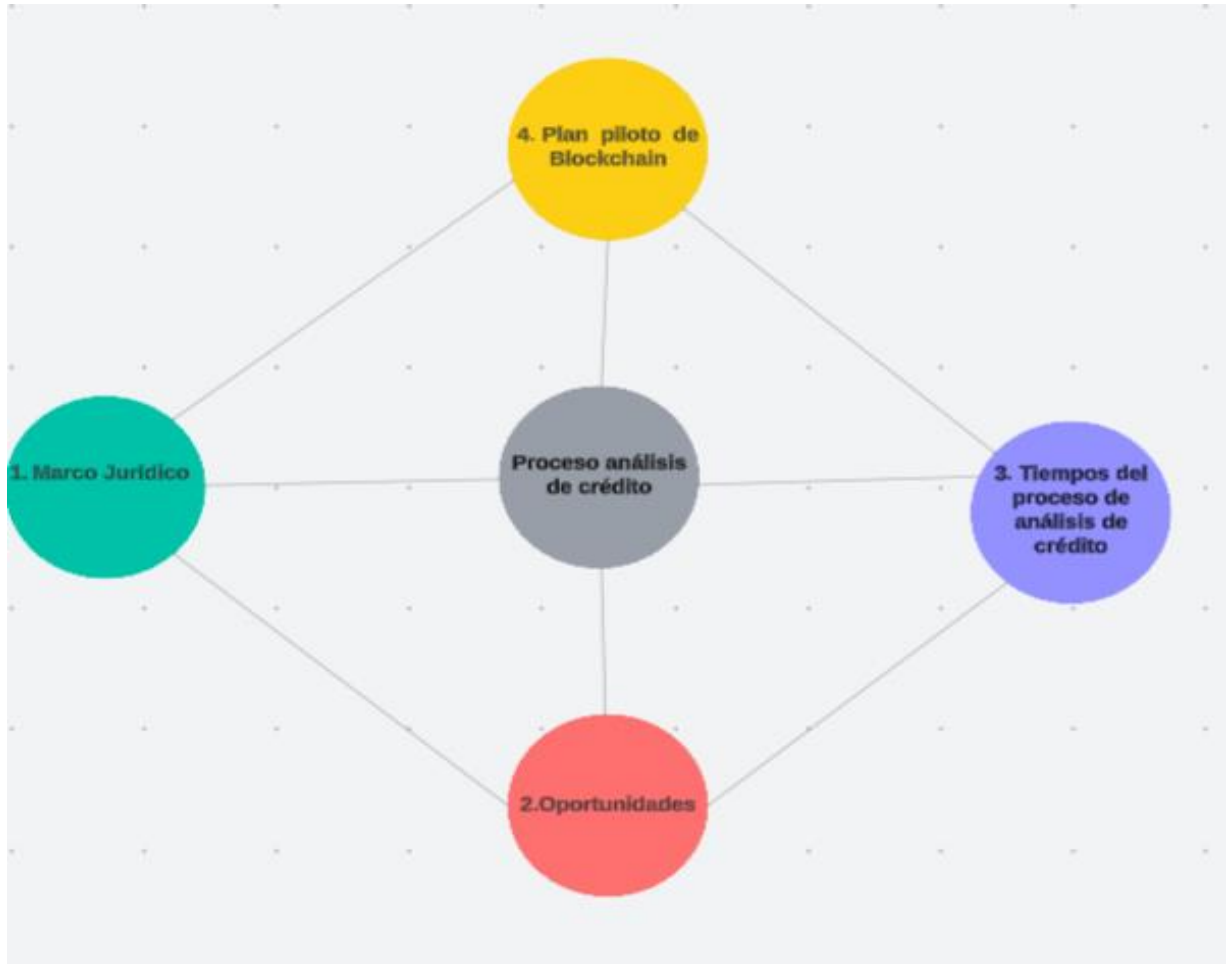 4. Plan piloto de
Blockchain
1. Marco Jurídico
Proceso análisis
de crédito
3. Tiempos del
proceso de
análisis de
crédito
2.Oportunidades